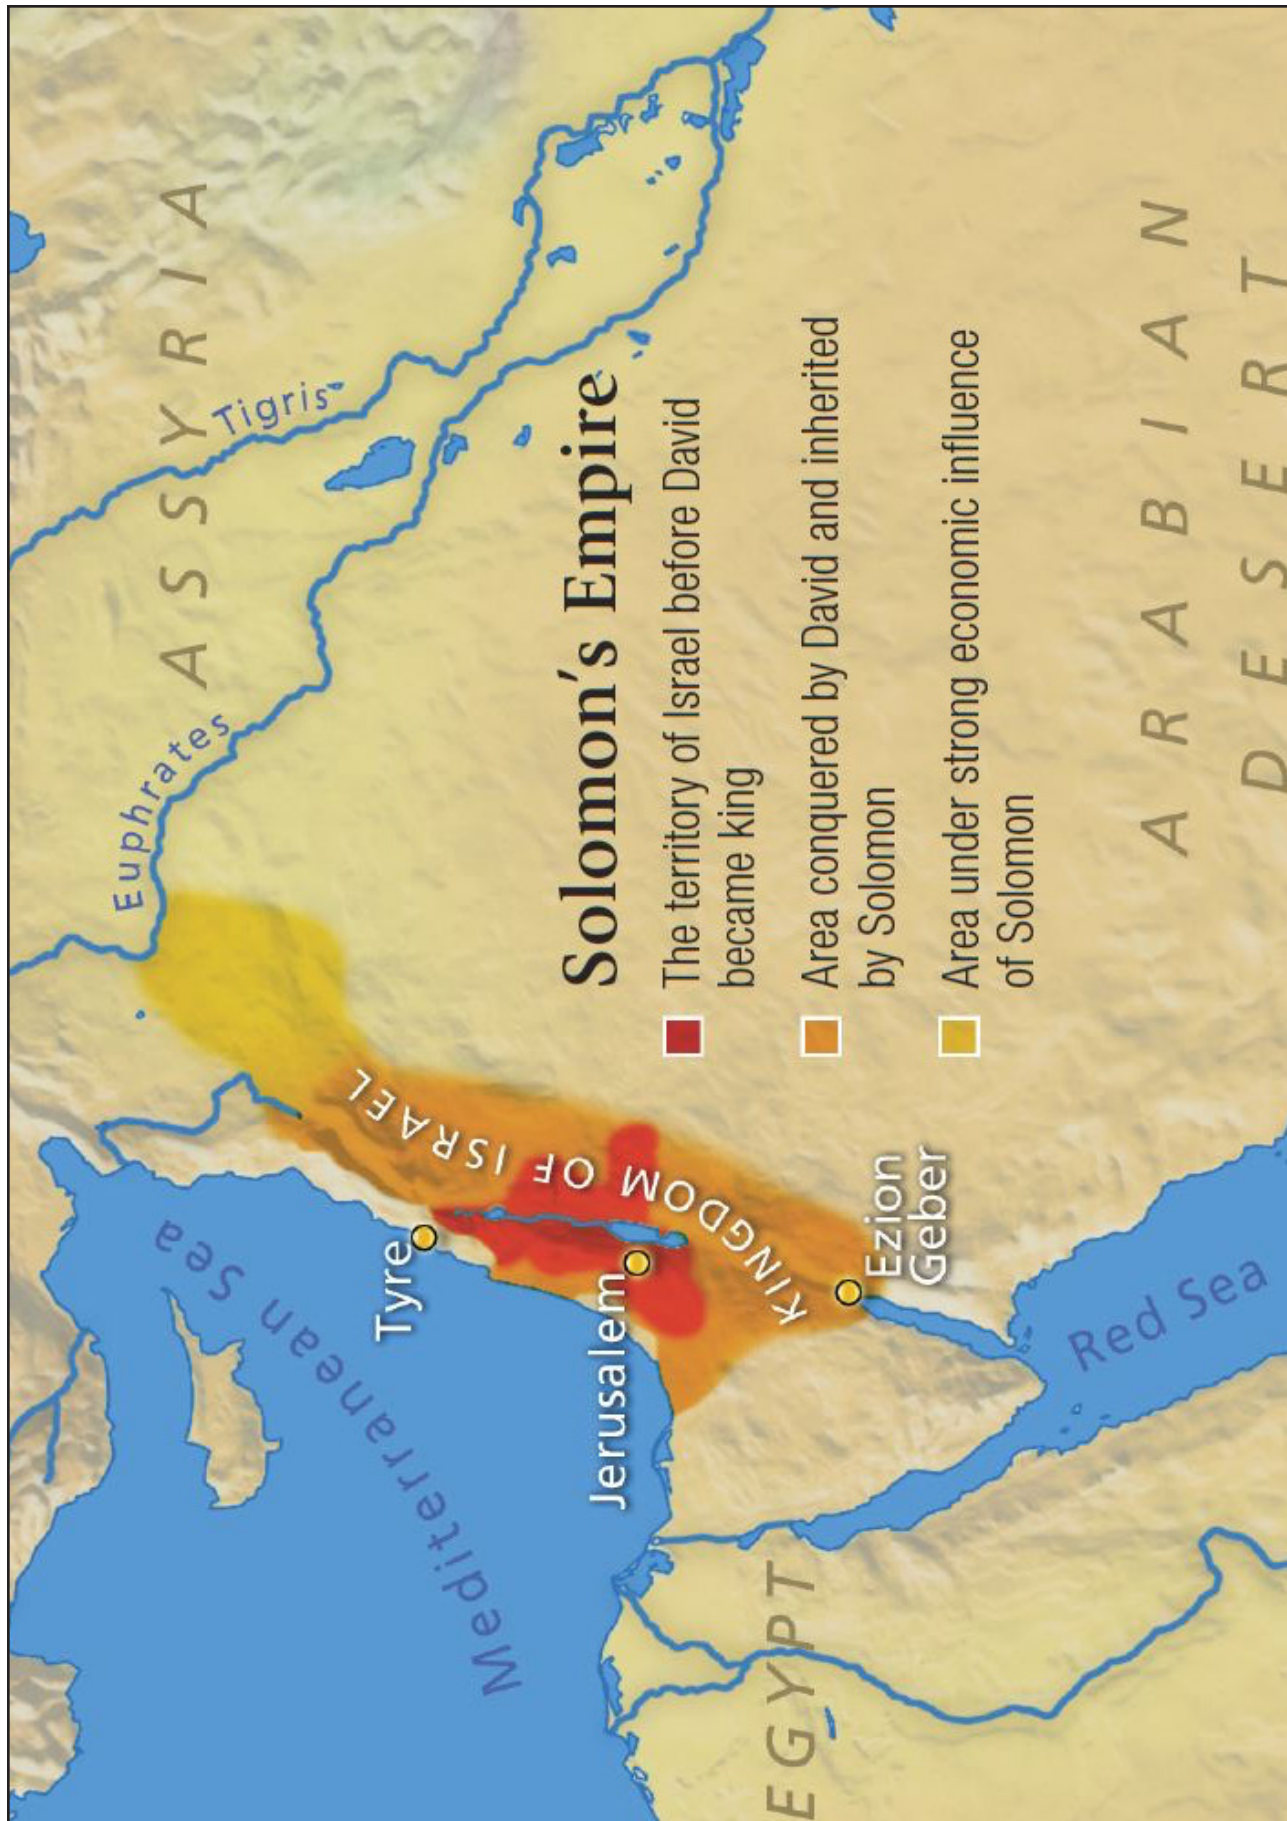 ASSYRIA
Tigris
Euphrates
Mediterranean
Sea
Tyre
KINGDOM OF ISRAEL
Jerusalem
Ezion
Geber
EGYPT
Red Sea
ARABIAN
DESERT
Solomon's Empire
The territory of Israel before David
became king
Area conquered by David and inherited
by Solomon
Area under strong economic influence
of Solomon